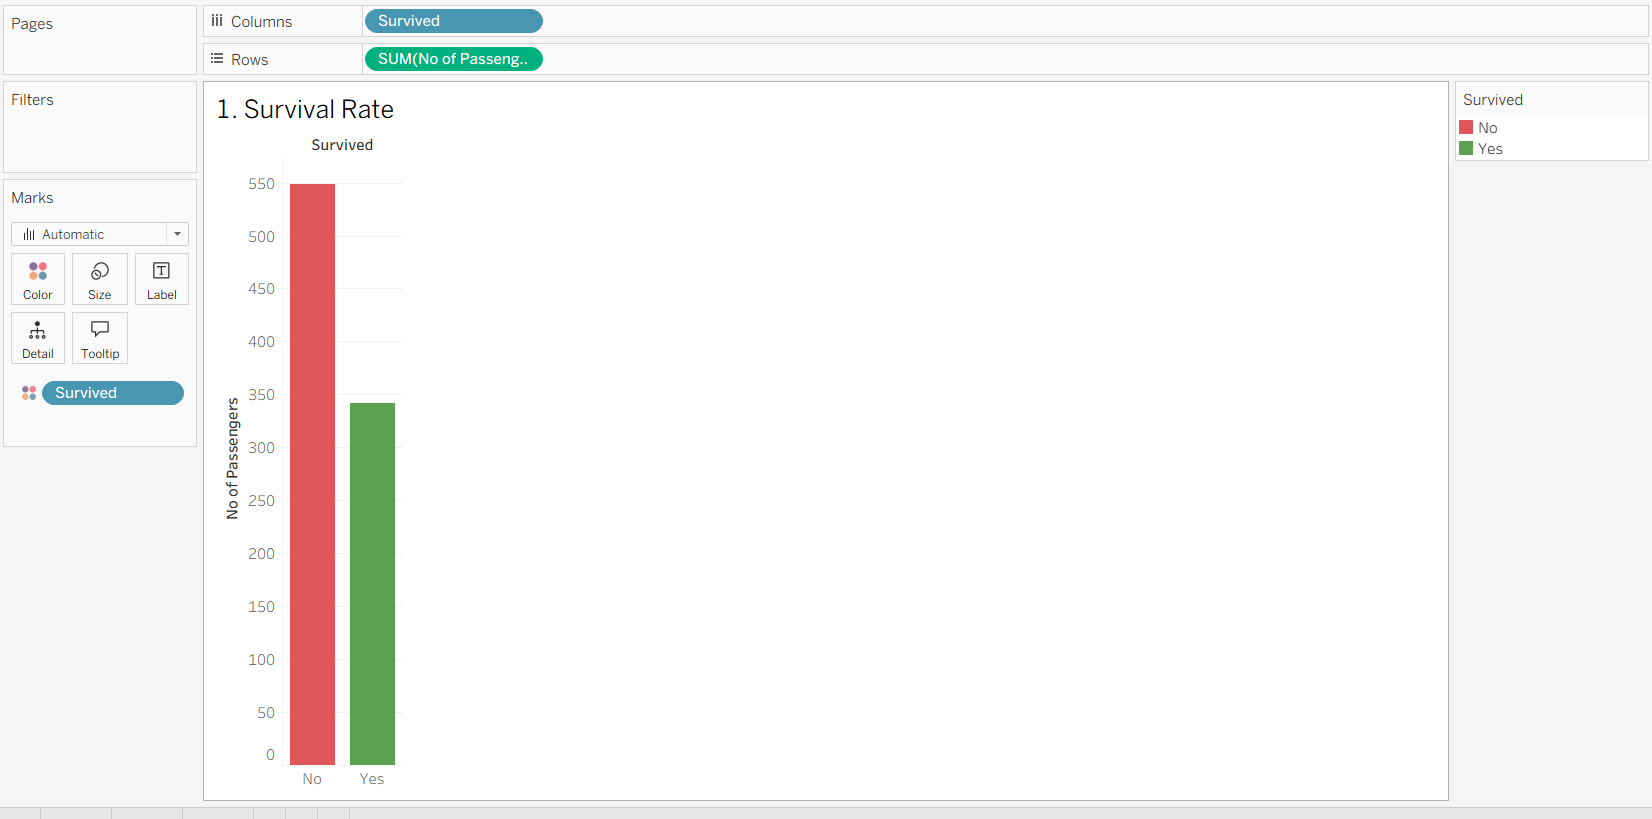 Pages
Columns
Survived
Rows
SUM(No of Passeng..
Filters
Marks
Automatic
Color
Size
Label
Detail
Tooltip
Survived
1. Survival Rate
Survived
No of Passengers
550
500
450
400
350
300
250
200
150
100
50
0
No
Yes
Survived
No
Yes